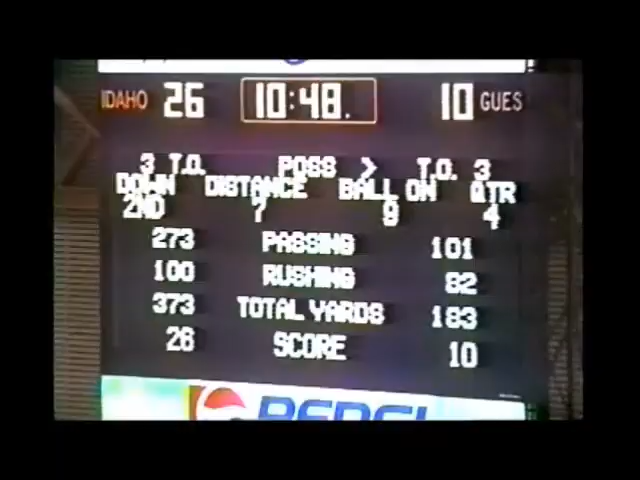 IDAHO 26 10:48. 10 GUES
3 T.O. POSS > T.O. 3
DOWN DISTANCE BALL ON QTR
2ND 7 9 4
273 PASSING 101
100 RUSHING 82
373 TOTAL YARDS 183
26 SCORE 10
PEPSI